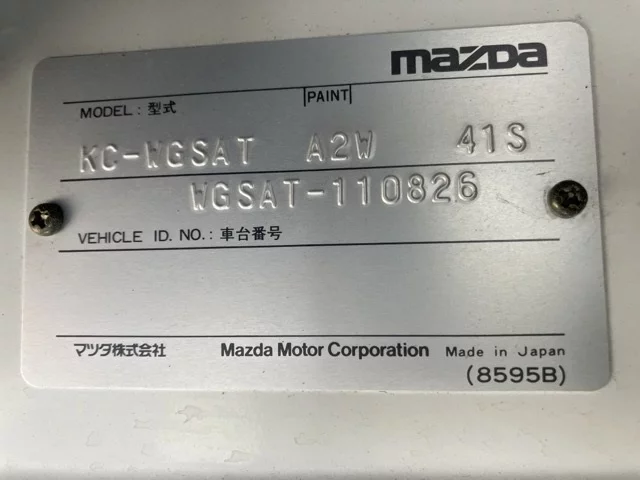 mazda
MODEL : 型式 PAINT
KC-WGSAT A2W 41S
WGSAT-110826
VEHICLE ID. NO.: 車台番号
マツダ株式会社 Mazda Motor Corporation Made in Japan
(8595B)